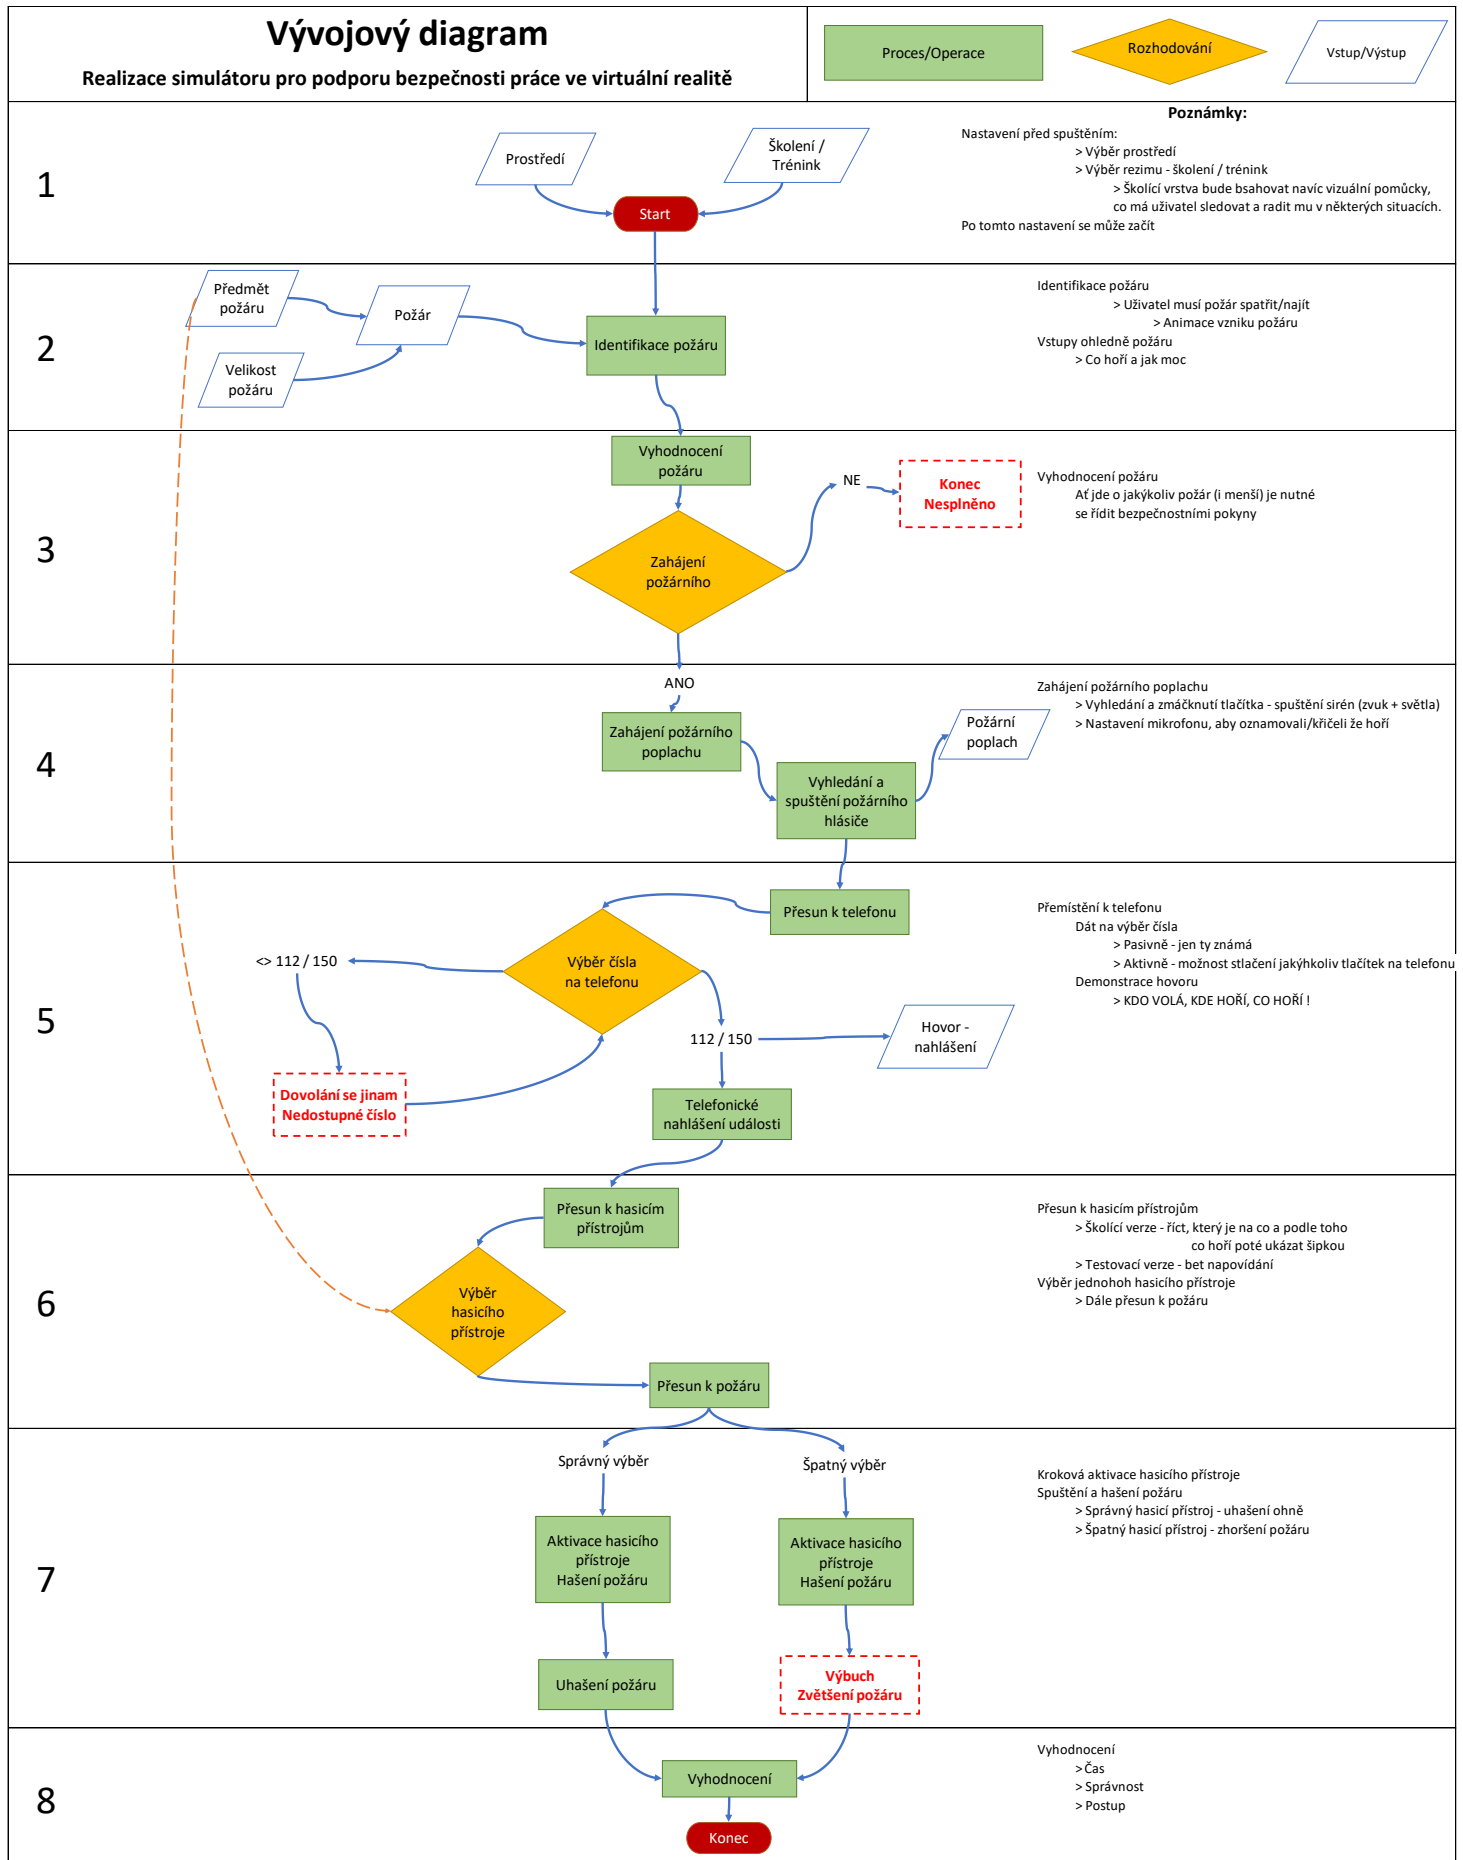 Vývojový diagram
Realizace simulátoru pro podporu bezpečnosti práce ve virtuální realitě
Proces/Operace
Rozhodování
Vstup/Výstup
1
Prostředí
Školení /
Trénink
Start
Poznámky:
Nastavení před spuštěním:
> Výběr prostředí
> Výběr rezimu - školení / trénink
> Školící vrstva bude bsahovat navíc vizuální pomůcky,
co má uživatel sledovat a radit mu v některých situacích.
Po tomto nastavení se může začít
2
Předmět
požáru
Požár
Velikost
požáru
Identifikace požáru
Identifikace požáru
> Uživatel musí požár spatřit/najít
> Animace vzniku požáru
Vstupy ohledně požáru
> Co hoří a jak moc
3
Vyhodnocení
požáru
NE
Konec
Nesplněno
Zahájení
požárního
Vyhodnocení požáru
Ať jde o jakýkoliv požár (i menší) je nutné
se řídit bezpečnostními pokyny
4
ANO
Zahájení požárního
poplachu
Vyhledání a
spuštění požárního
hlásiče
Požární
poplach
Zahájení požárního poplachu
> Vyhledání a zmáčknutí tlačítka - spuštění sirén (zvuk + světla)
> Nastavení mikrofonu, aby oznamovali/křičeli že hoří
5
Přesun k telefonu
Výběr čísla
na telefonu
<> 112 / 150
112 / 150
Hovor -
nahlášení
Dovolání se jinam
Nedostupné číslo
Telefonické
nahlášení události
Přemístění k telefonu
Dát na výběr čísla
> Pasivně - jen ty známá
> Aktivně - možnost stlačení jakýhkoliv tlačítek na telefonu
Demonstrace hovoru
> KDO VOLÁ, KDE HOŘÍ, CO HOŘÍ !
6
Přesun k hasicím
přístrojům
Výběr
hasicího
přístroje
Přesun k požáru
Přesun k hasicím přístrojům
> Školící verze - říct, který je na co a podle toho
co hoří poté ukázat šipkou
> Testovací verze - bet napovídání
Výběr jednohoh hasicího přístroje
> Dále přesun k požáru
7
Správný výběr
Špatný výběr
Aktivace hasicího
přístroje
Hašení požáru
Aktivace hasicího
přístroje
Hašení požáru
Uhašení požáru
Výbuch
Zvětšení požáru
Kroková aktivace hasicího přístroje
Spuštění a hašení požáru
> Správný hasicí přístroj - uhašení ohně
> Špatný hasicí přístroj - zhoršení požáru
8
Vyhodnocení
Konec
Vyhodnocení
> Čas
> Správnost
> Postup